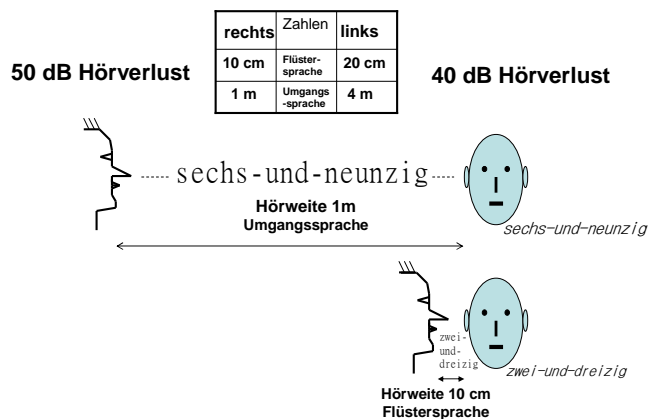 rechts Zahlen links
10 cm Flüster-
sprache 20 cm
1 m Umgangs
-sprache 4 m
50 dB Hörverlust
40 dB Hörverlust
sechs-und-neunzig
Hörweite 1m
Umgangssprache
sechs-und-neunzig
zwei-
und-
dreizig
zwei-und-dreizig
Hörweite 10 cm
Flüstersprache